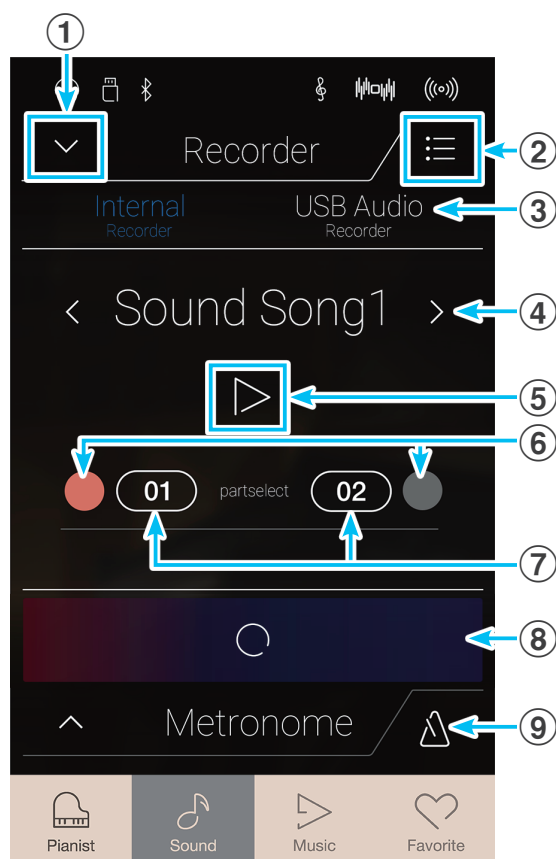 ①
Recorder
②
Internal
Recorder
USB Audio
Recorder
③
Sound Song1
④
⑤
⑥
01 partselect 02
⑦
⑧
Metronome
⑨
Pianist Sound Music Favorite